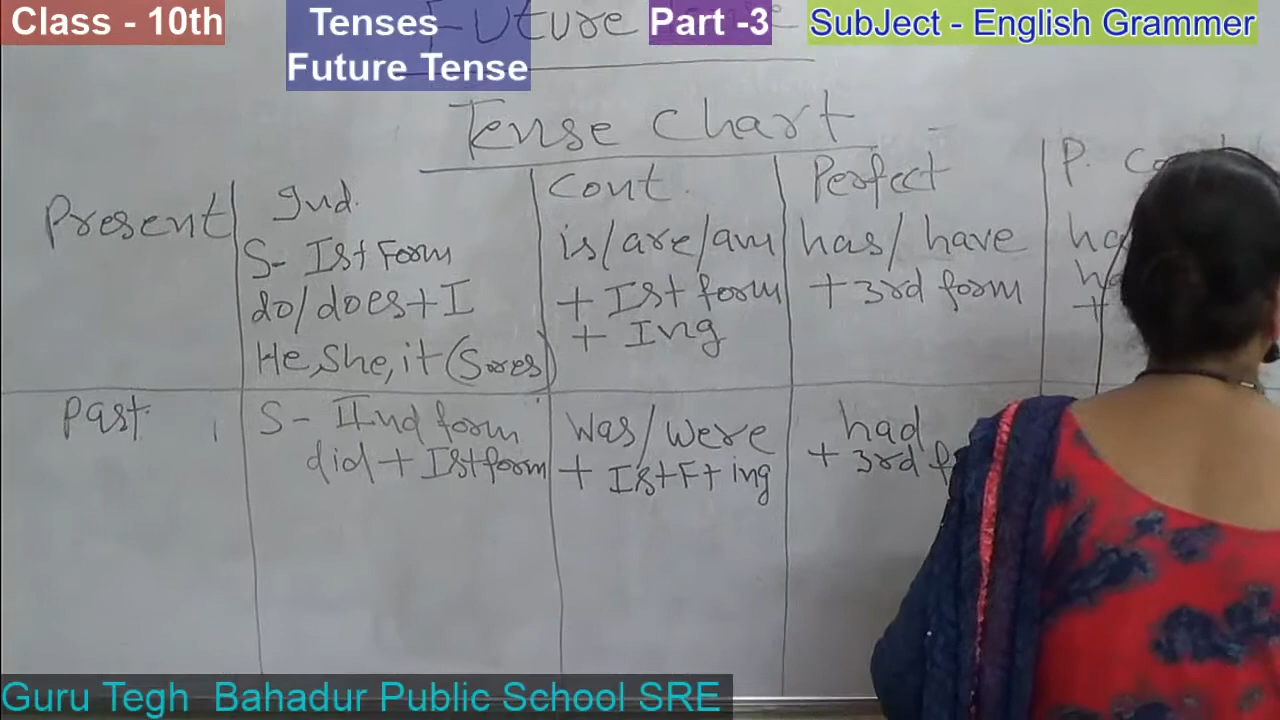 Class - 10th
Tenses
Future Tense
Part -3
SubJect - English Grammer
Future
Tense Chart
Present
Ind.
S- Ist Form
do/does + I
He, She, it (S or es)
Cont.
is/are/am
+ Ist form
+ Ing
Perfect
has/ have
+ 3rd form
P.
Past
S - IInd form
did + Ist form
was/were
+ Ist F + ing
had
+ 3rd
Guru Tegh Bahadur Public School SRE